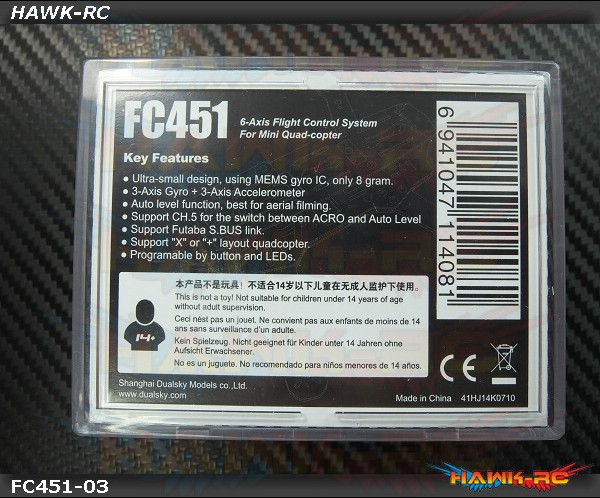 HAWK-RC
FC451
6-Axis Flight Control System
For Mini Quad-copter
Key Features
• Ultra-small design, using MEMS gyro IC, only 8 gram.
• 3-Axis Gyro + 3-Axis Accelerometer
• Auto level function, best for aerial filming.
• Support CH.5 for the switch between ACRO and Auto Level
• Support Futaba S.BUS link.
• Support "X" or "+" layout quadcopter.
• Programable by button and LEDs.
6 941047 114081
14+
本产品不是玩具！不适合14岁以下儿童在无成人监护下使用。
This is not a toy! Not suitable for children under 14 years of age
without adult supervision.
Ceci nést pas un jouet. Ne convient pas aux enfants de moins de 14
ans sans surveillance d'un adulte.
Kein Spielzeug. Nicht geeignet für Kinder unter 14 Jahren ohne
Aufsicht Erwachsener.
No es un juguete. No recomendado para niños menores de 14 años.
CE
Shanghai Dualsky Models co.,Ltd.
www.dualsky.com
Made in China 41HJ14K0710
FC451-03
HAWK-RC